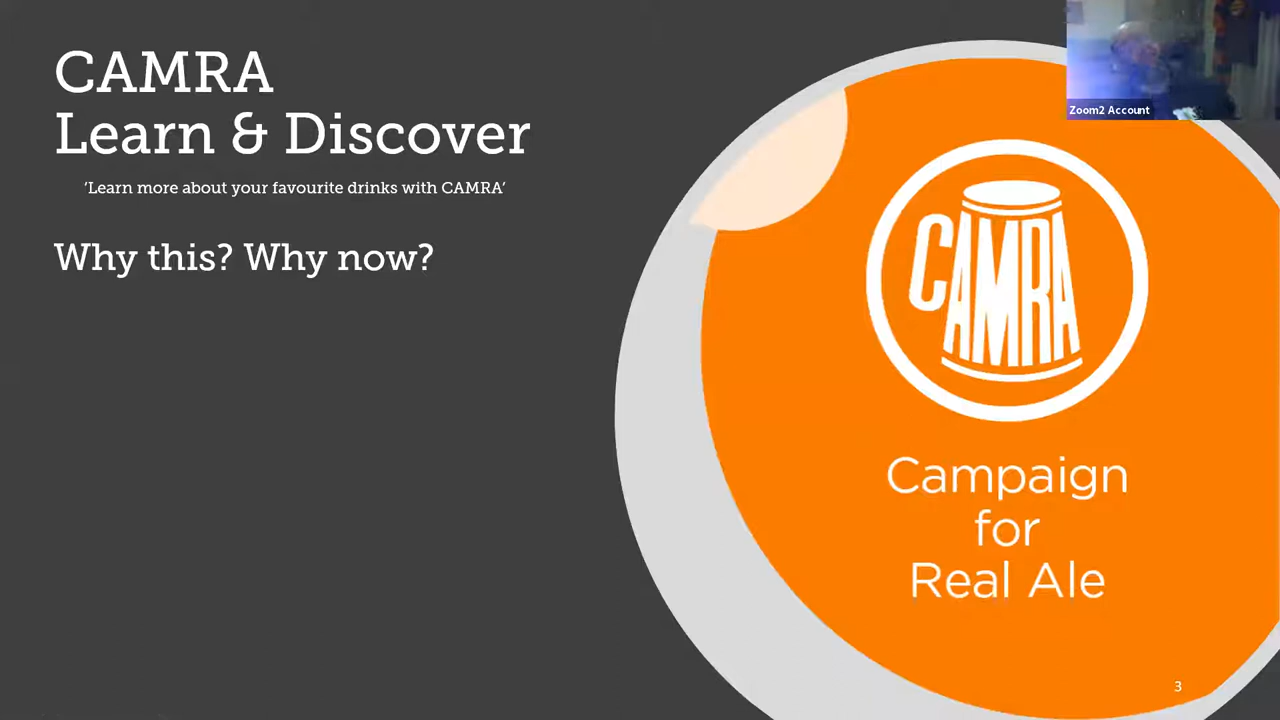 CAMRA
Learn & Discover
‘Learn more about your favourite drinks with CAMRA’
Why this? Why now?
Zoom2 Account
CAMRA
Campaign
for
Real Ale
3